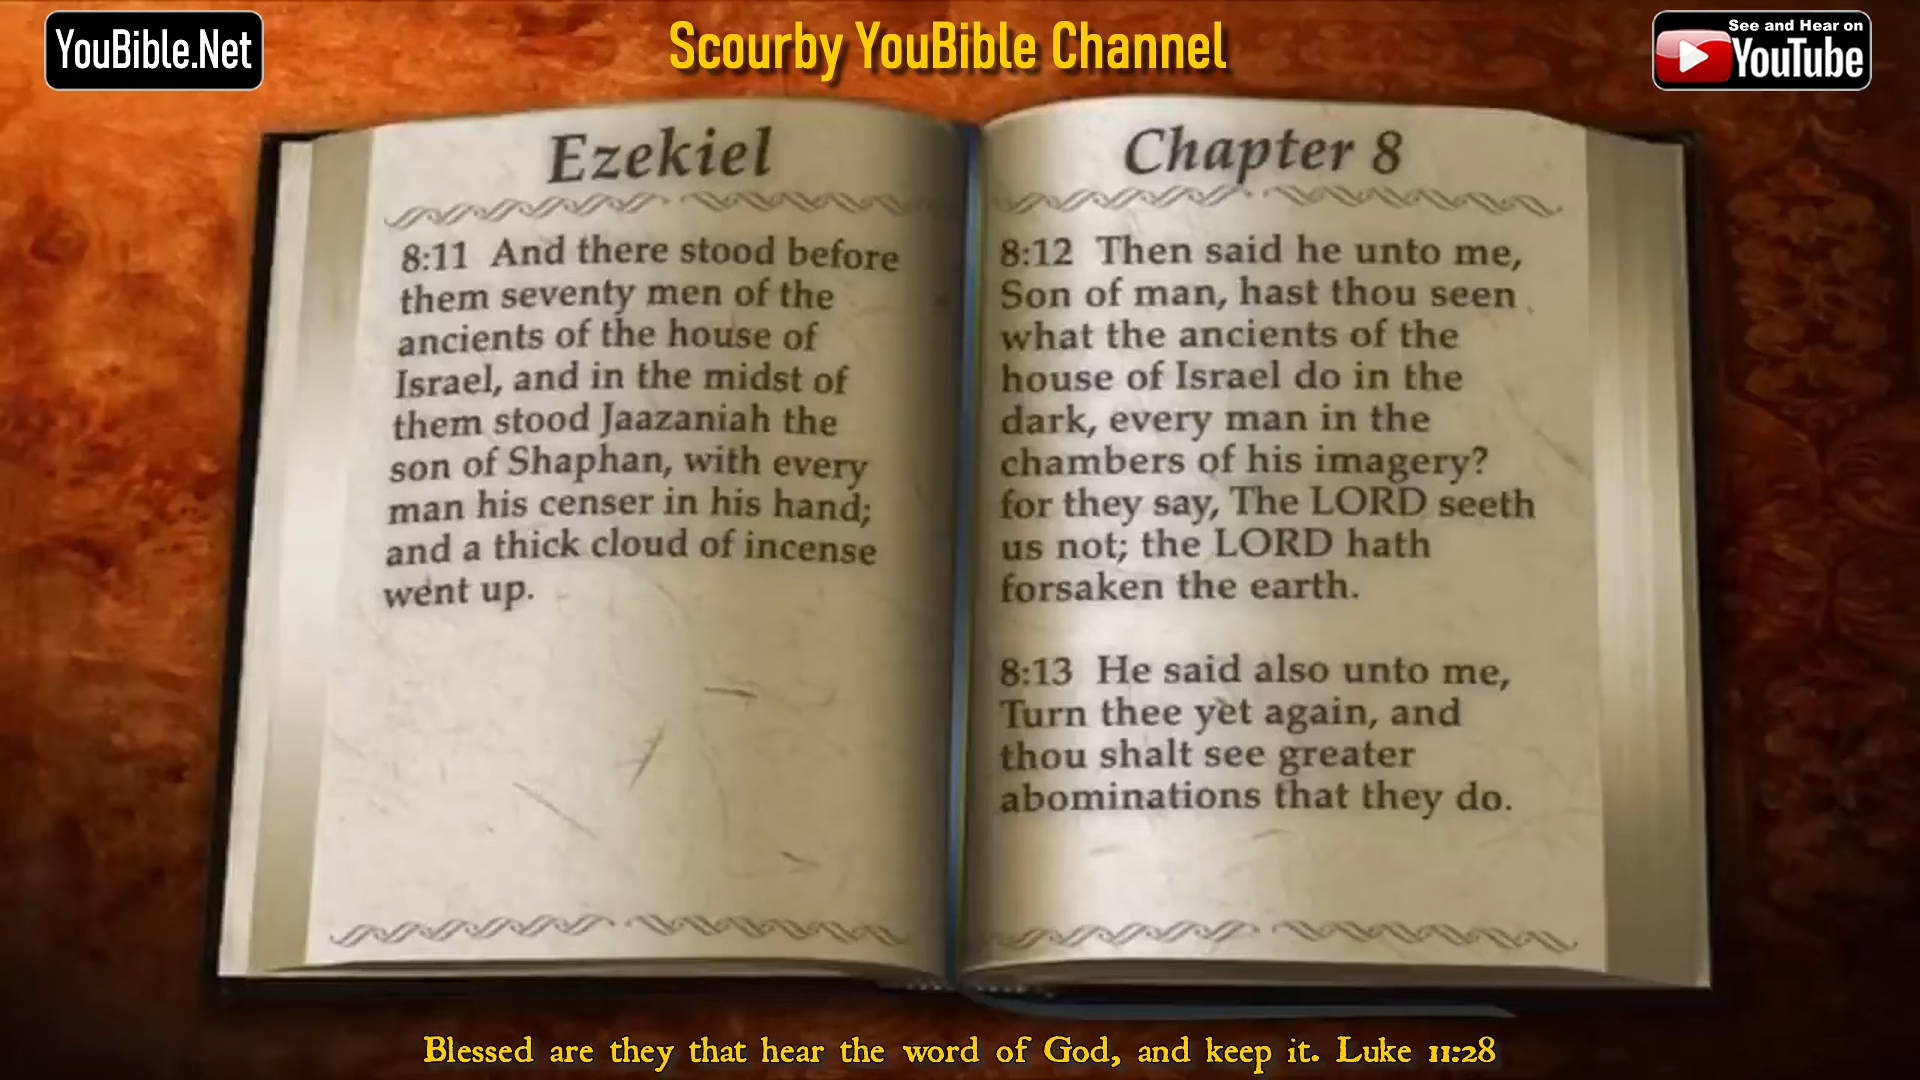 YouBible.Net
Scourby YouBible Channel
See and Hear on
YouTube
Ezekiel
8:11 And there stood before
them seventy men of the
ancients of the house of
Israel, and in the midst of
them stood Jaazaniah the
son of Shaphan, with every
man his censer in his hand;
and a thick cloud of incense
went up.
Chapter 8
8:12 Then said he unto me,
Son of man, hast thou seen
what the ancients of the
house of Israel do in the
dark, every man in the
chambers of his imagery?
for they say, The LORD seeth
us not; the LORD hath
forsaken the earth.
8:13 He said also unto me,
Turn thee yet again, and
thou shalt see greater
abominations that they do.
Blessed are they that hear the word of God, and keep it. Luke 11:28